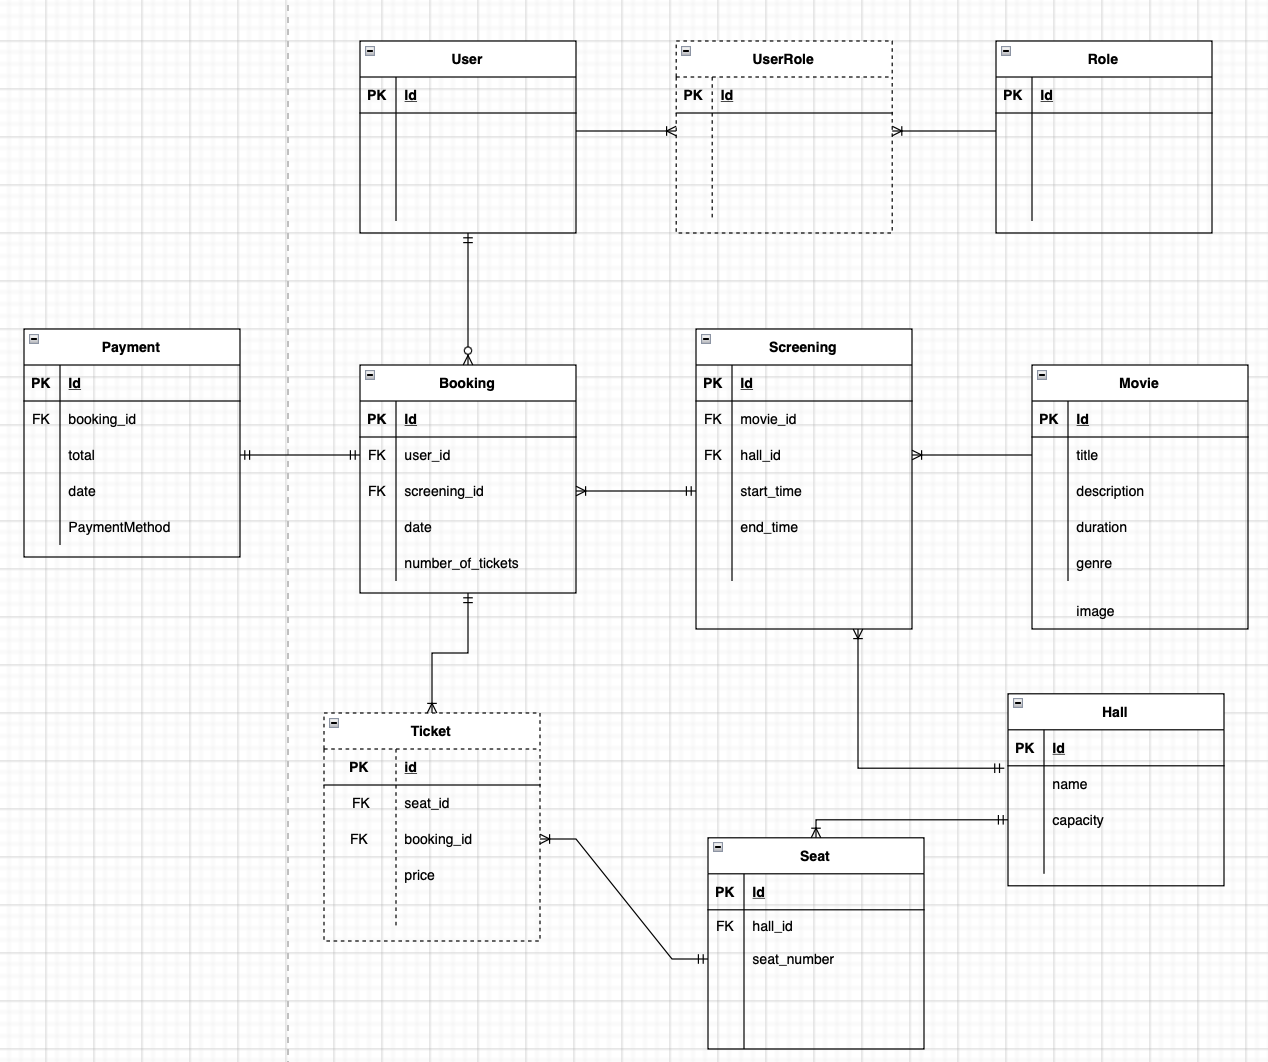 User
PK Id
UserRole
PK Id
Role
PK Id
Payment
PK Id
FK booking_id
total
date
PaymentMethod
Booking
PK Id
FK user_id
FK screening_id
date
number_of_tickets
Screening
PK Id
FK movie_id
FK hall_id
start_time
end_time
Movie
PK Id
title
description
duration
genre
image
Ticket
PK id
FK seat_id
FK booking_id
price
Hall
PK Id
name
capacity
Seat
PK Id
FK hall_id
seat_number